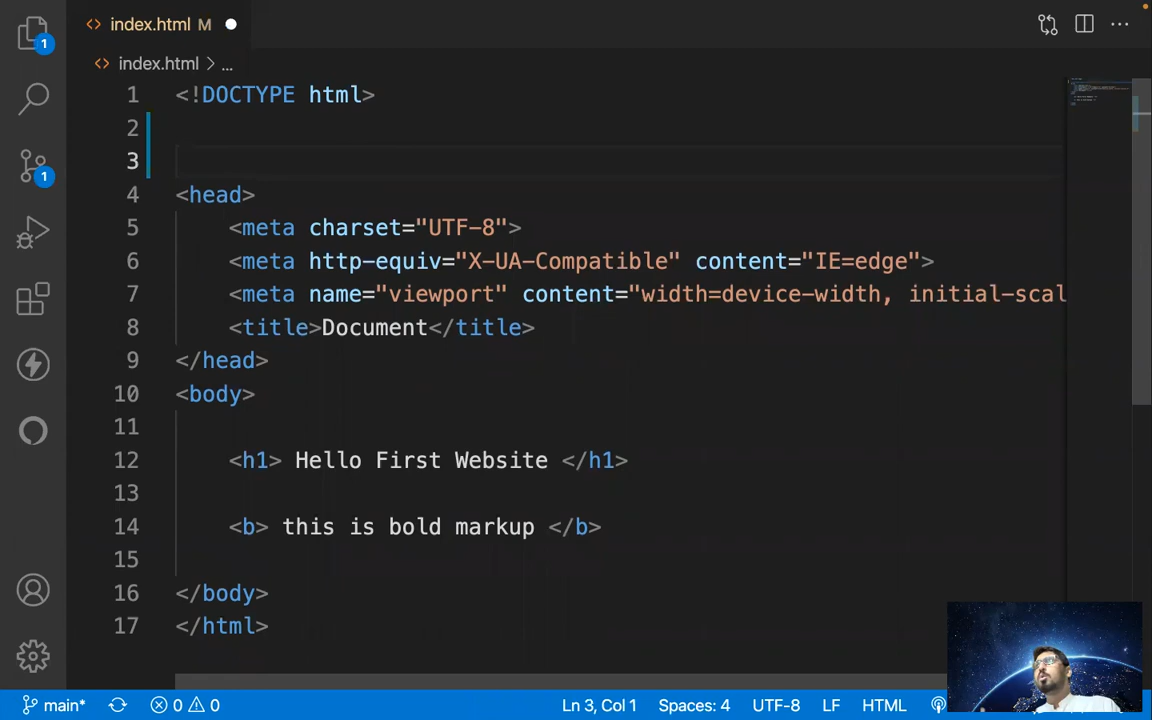 index.html M
index.html > ...
1 <!DOCTYPE html>
2
3
4 <head>
5 <meta charset="UTF-8">
6 <meta http-equiv="X-UA-Compatible" content="IE=edge">
7 <meta name="viewport" content="width=device-width, initial-scal
8 <title>Document</title>
9 </head>
10 <body>
11
12 <h1> Hello First Website </h1>
13
14 <b> this is bold markup </b>
15
16 </body>
17 </html>
1
1
main* 0 0 Ln 3, Col 1 Spaces: 4 UTF-8 LF HTML